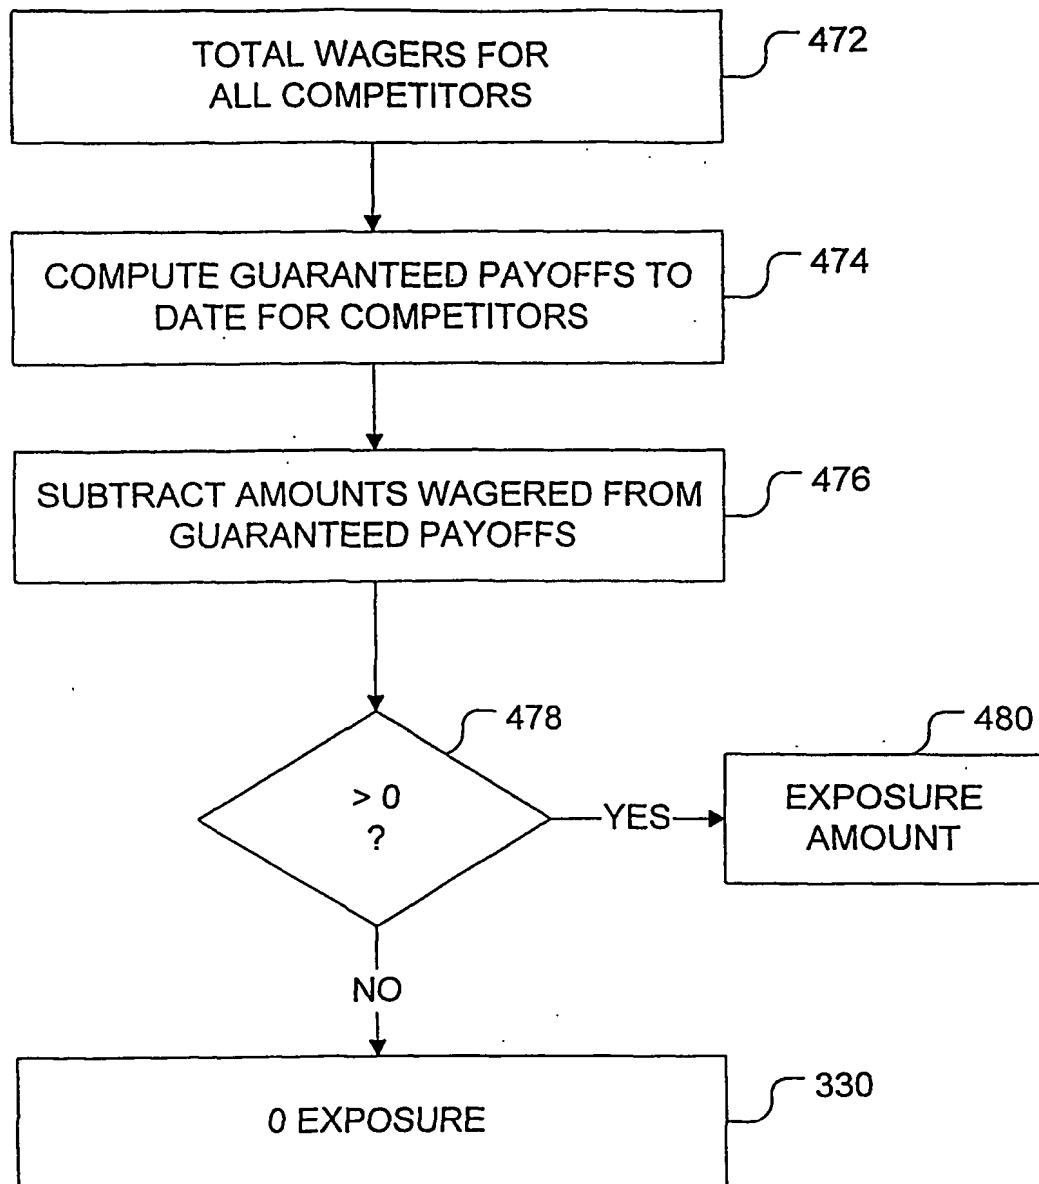 TOTAL WAGERS FOR
ALL COMPETITORS
472
COMPUTE GUARANTEED PAYOFFS TO
DATE FOR COMPETITORS
474
SUBTRACT AMOUNTS WAGERED FROM
GUARANTEED PAYOFFS
476
> 0
?
478
YES
EXPOSURE
AMOUNT
480
NO
0 EXPOSURE
330